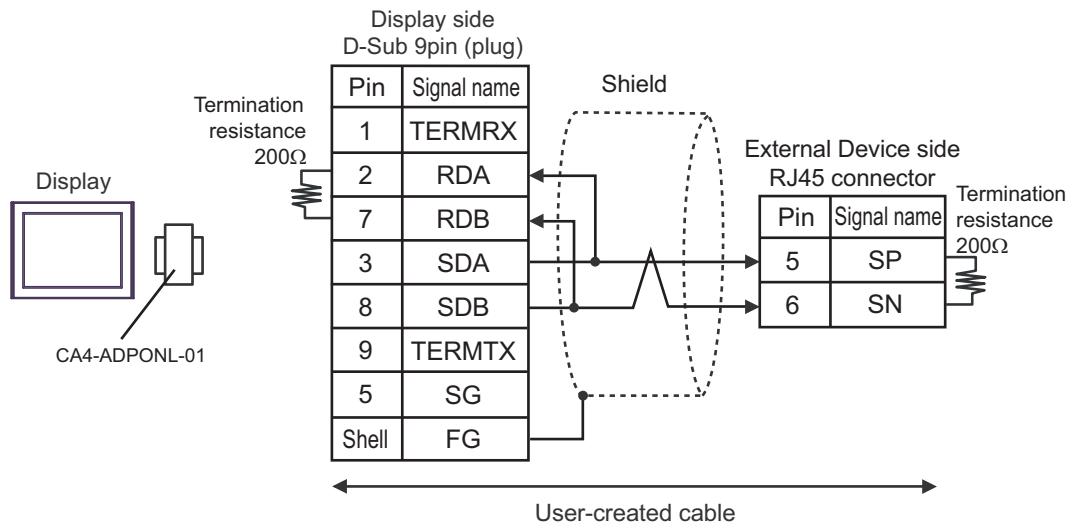 Display side
D-Sub 9pin (plug)
Pin Signal name
1 TERMRX
2 RDA
7 RDB
3 SDA
8 SDB
9 TERMTX
5 SG
Shell FG
Termination
resistance
200Ω
Display
CA4-ADPONL-01
Shield
External Device side
RJ45 connector
Pin Signal name
5 SP
6 SN
Termination
resistance
200Ω
User-created cable